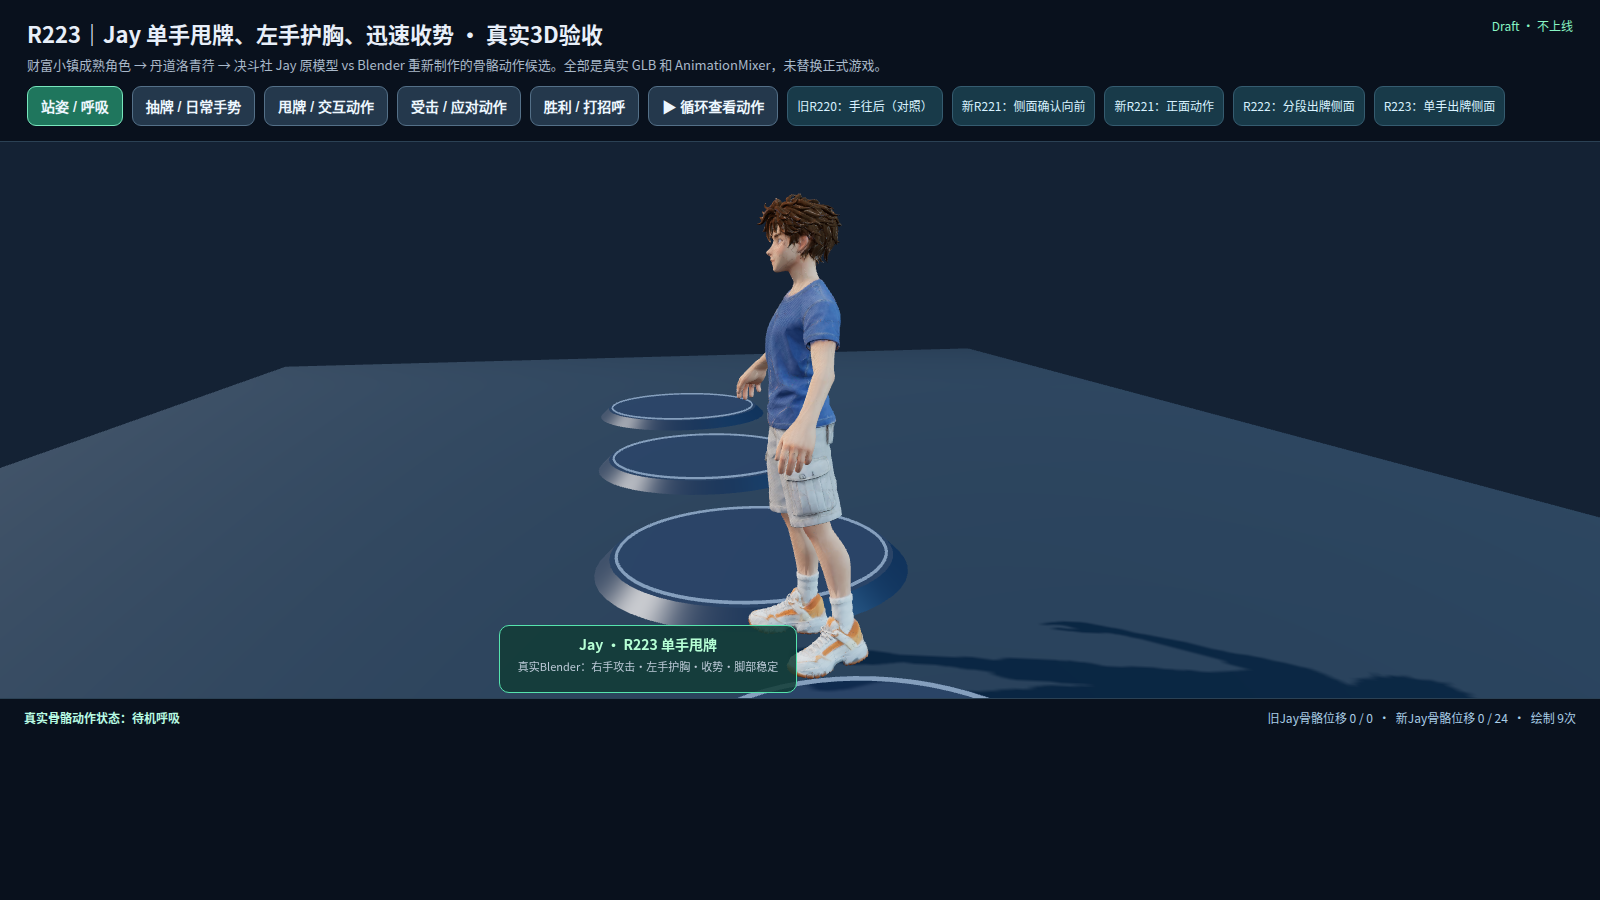 R223｜Jay 单手甩牌、左手护胸、迅速收势 · 真实3D验收
Draft · 不上线
财富小镇成熟角色 → 丹道洛青荇 → 决斗社 Jay 原模型 vs Blender 重新制作的骨骼动作候选。全部是真实 GLB 和 AnimationMixer，未替换正式游戏。
站姿 / 呼吸
抽牌 / 日常手势
甩牌 / 交互动作
受击 / 应对动作
胜利 / 打招呼
▶ 循环查看动作
旧R220：手往后（对照）
新R221：侧面确认向前
新R221：正面动作
R222：分段出牌侧面
R223：单手出牌侧面
Jay · R223 单手甩牌
真实Blender：右手攻击·左手护胸·收势·脚部稳定
真实骨骼动作状态：待机呼吸
旧Jay骨骼位移 0 / 0 · 新Jay骨骼位移 0 / 24 · 绘制 9次